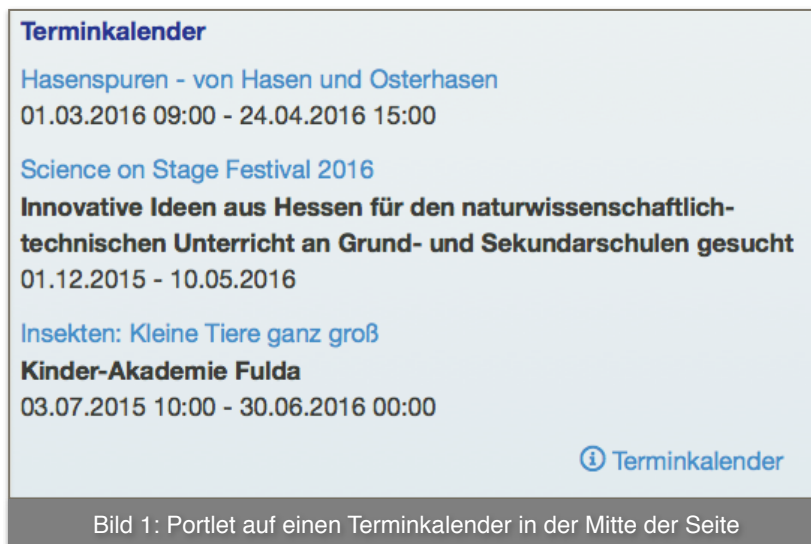 Terminkalender
Hasenspuren - von Hasen und Osterhasen
01.03.2016 09:00 - 24.04.2016 15:00
Science on Stage Festival 2016
Innovative Ideen aus Hessen für den naturwissenschaftlich-
technischen Unterricht an Grund- und Sekundarschulen gesucht
01.12.2015 - 10.05.2016
Insekten: Kleine Tiere ganz groß
Kinder-Akademie Fulda
03.07.2015 10:00 - 30.06.2016 00:00
Terminkalender
Bild 1: Portlet auf einen Terminkalender in der Mitte der Seite